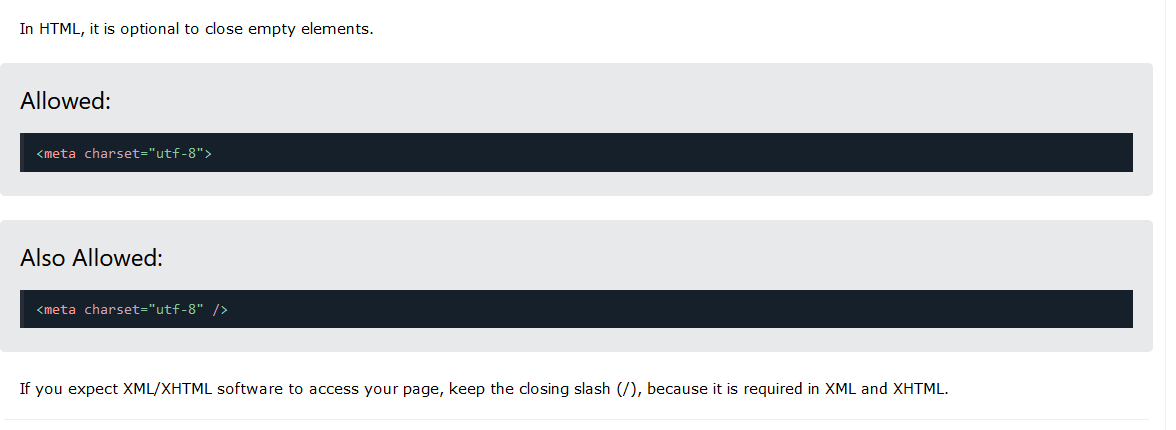 In HTML, it is optional to close empty elements.
Allowed:
<meta charset="utf-8">
Also Allowed:
<meta charset="utf-8" />
If you expect XML/XHTML software to access your page, keep the closing slash (/), because it is required in XML and XHTML.